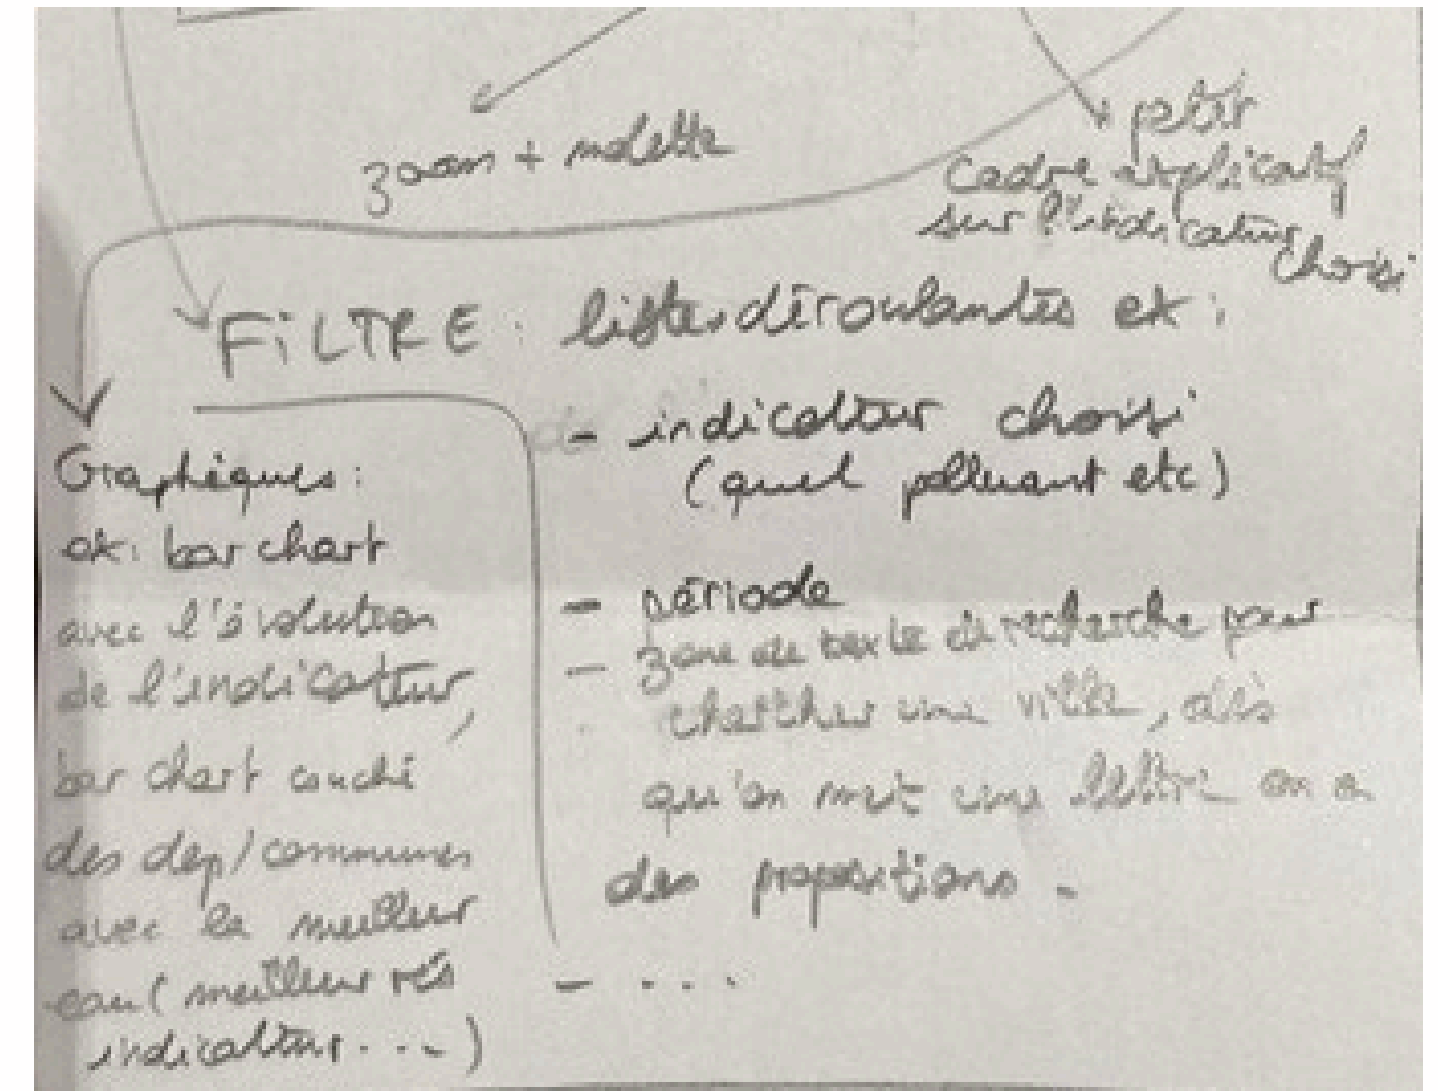 zoom + molette
petit
cadre explicatif
sur l'indicateur
choisi
FiLTRE : listes déroulantes ex :
- indicateur choisi
(quel polluant etc)
- période
- zone de texte de recherche pour
chercher une ville, dès
qu'on met une lettre on a
des propositions -
- ...
Graphiques :
ex: bar chart
avec l'évolution
de l'indicateur,
bar chart couché
des dep/communes
avec la meilleur
eau (meilleur rés
indicateur...)